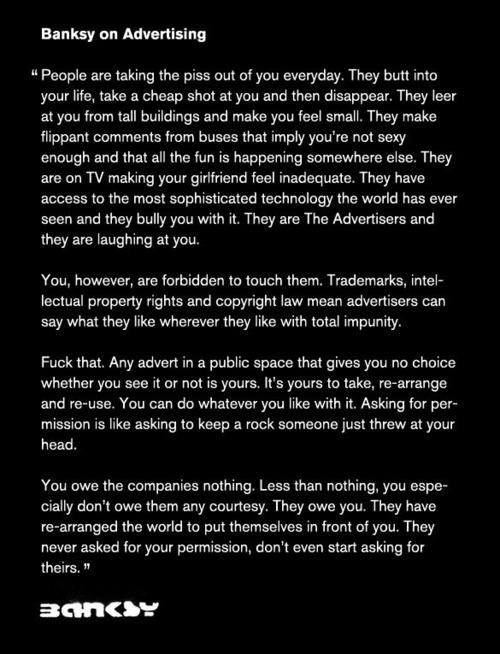 Banksy on Advertising
“ People are taking the piss out of you everyday. They butt into
your life, take a cheap shot at you and then disappear. They leer
at you from tall buildings and make you feel small. They make
flippant comments from buses that imply you’re not sexy
enough and that all the fun is happening somewhere else. They
are on TV making your girlfriend feel inadequate. They have
access to the most sophisticated technology the world has ever
seen and they bully you with it. They are The Advertisers and
they are laughing at you.
You, however, are forbidden to touch them. Trademarks, intel-
lectual property rights and copyright law mean advertisers can
say what they like wherever they like with total impunity.
Fuck that. Any advert in a public space that gives you no choice
whether you see it or not is yours. It’s yours to take, re-arrange
and re-use. You can do whatever you like with it. Asking for per-
mission is like asking to keep a rock someone just threw at your
head.
You owe the companies nothing. Less than nothing, you espe-
cially don’t owe them any courtesy. They owe you. They have
re-arranged the world to put themselves in front of you. They
never asked for your permission, don’t even start asking for
theirs. ”
BANKSY